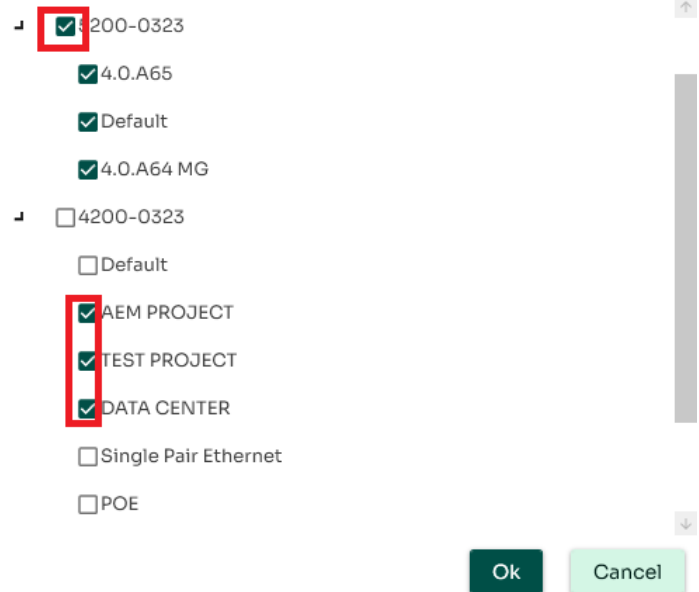 5200-0323
4.0.A65
Default
4.0.A64 MG
4200-0323
Default
AEM PROJECT
TEST PROJECT
DATA CENTER
Single Pair Ethernet
POE
Ok
Cancel